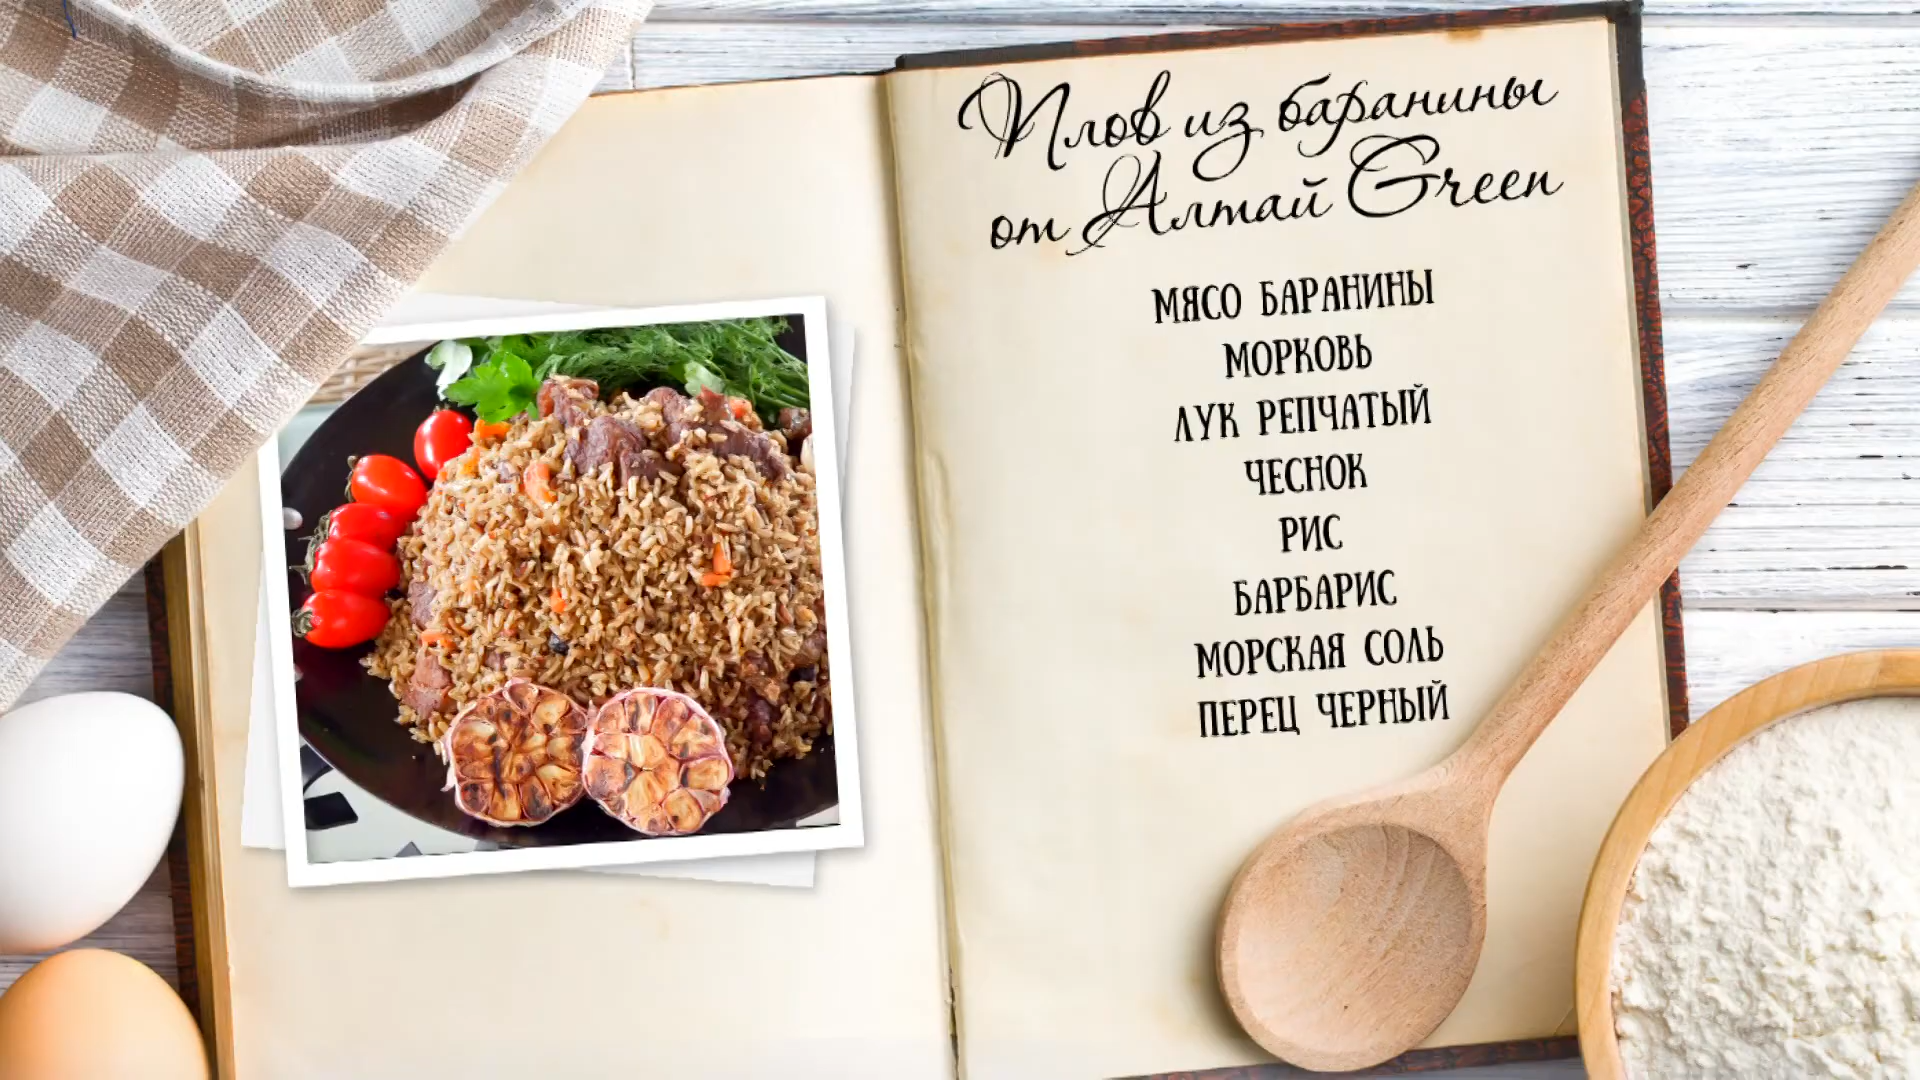 Плов из баранины
от Алтай Green
МЯСО БАРАНИНЫ
МОРКОВЬ
ЛУК РЕПЧАТЫЙ
ЧЕСНОК
РИС
БАРБАРИС
МОРСКАЯ СОЛЬ
ПЕРЕЦ ЧЕРНЫЙ